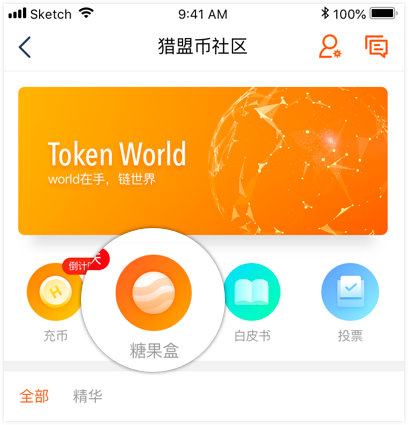 Sketch
9:41 AM
100%
猎盟币社区
Token World
world在手，链世界
倒计
天
充币
糖果盒
白皮书
投票
全部
精华